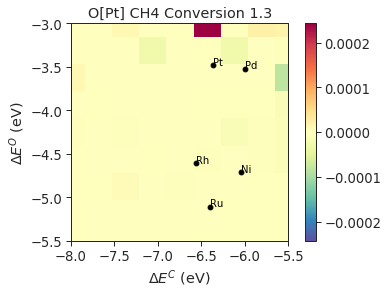 O[Pt] CH4 Conversion 1.3
−3.0
−3.5
−4.0
−4.5
−5.0
−5.5
ΔE^O (eV)
Pt
Pd
Rh
Ni
Ru
−8.0 −7.5 −7.0 −6.5 −6.0 −5.5
ΔE^C (eV)
0.0002
0.0001
0.0000
−0.0001
−0.0002